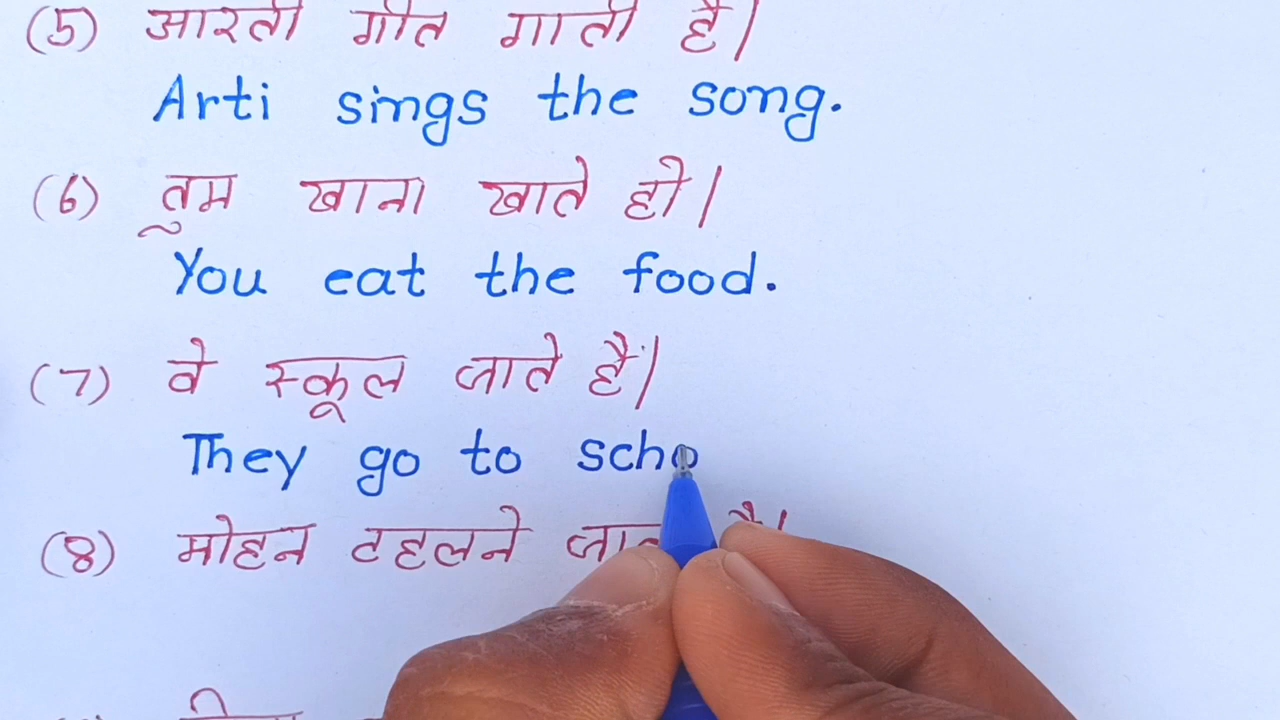 (5) आरती गीत गाती है।
Arti sings the song.
(6) तुम खाना खाते हो।
You eat the food.
(7) वे स्कूल जाते हैं।
They go to scho
(8) मोहन टहलने है।